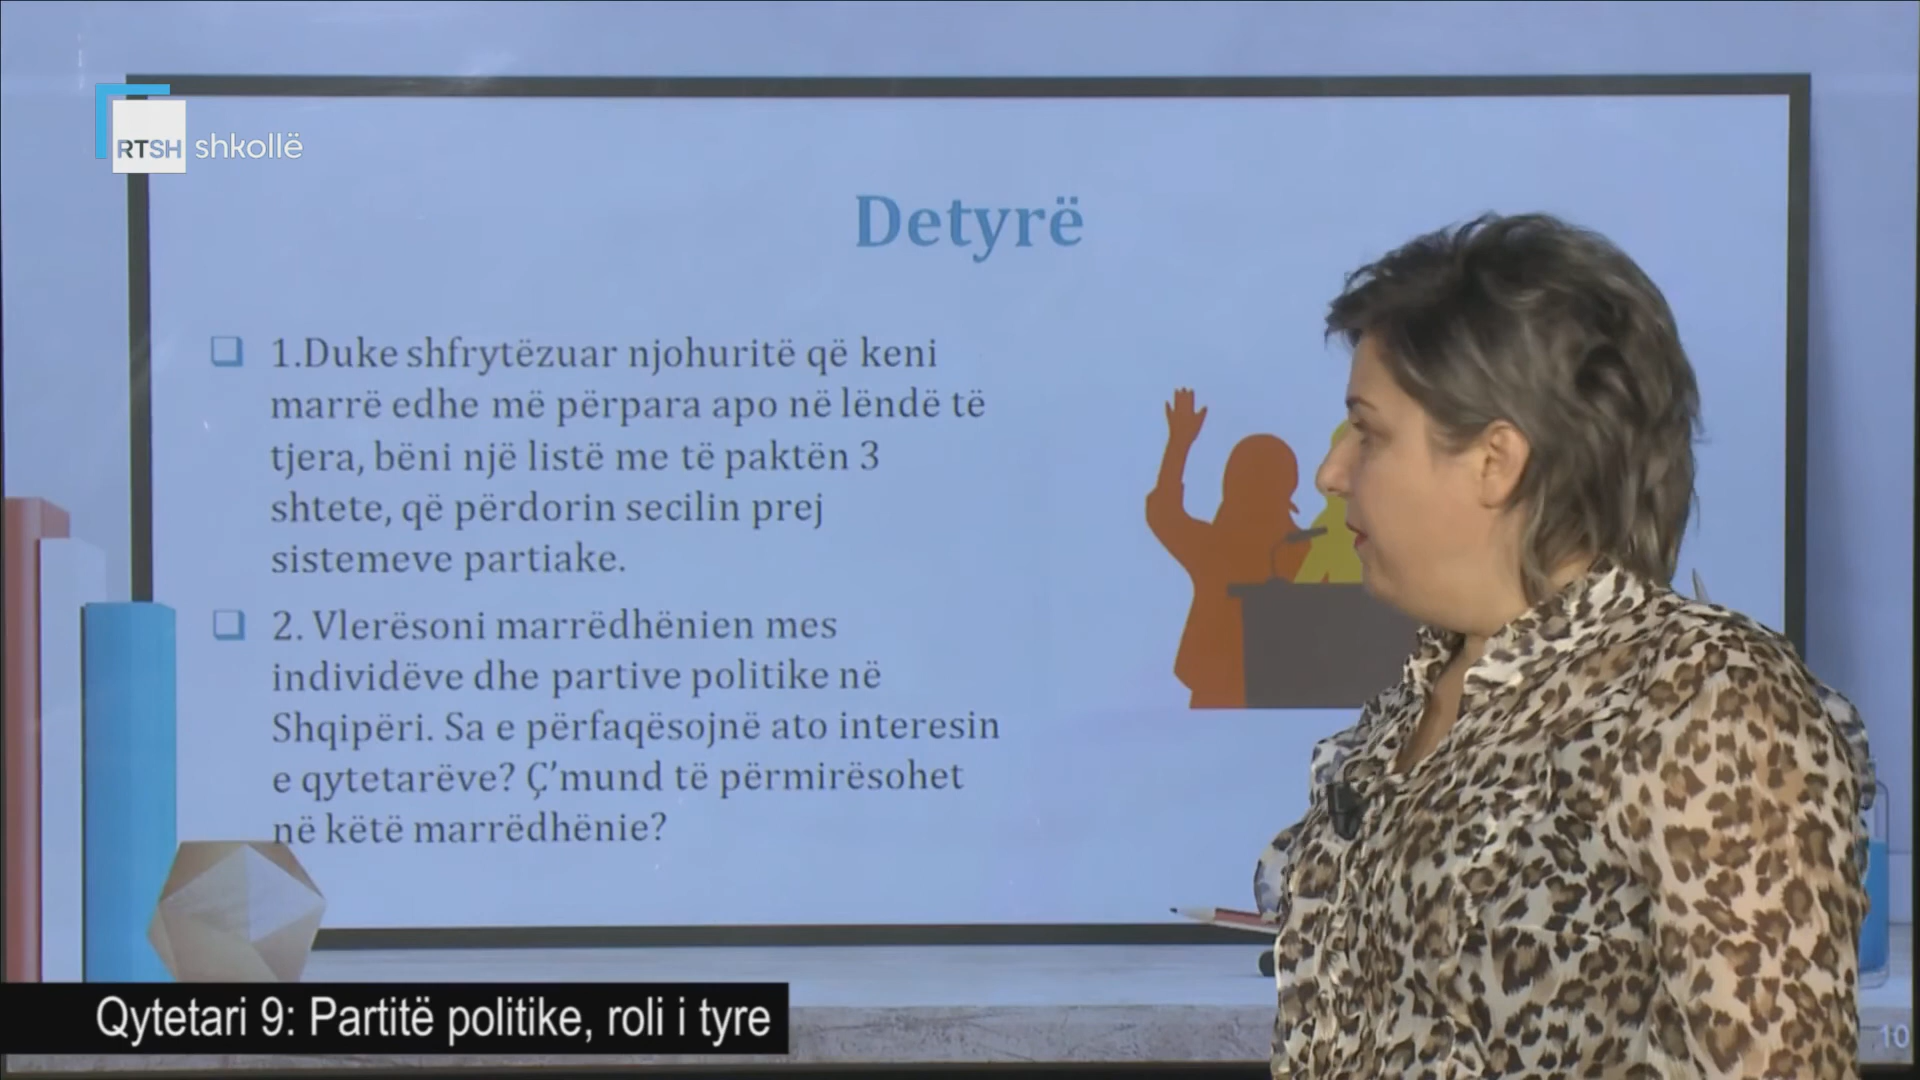 RTSH shkollë
Detyrë
1.Duke shfrytëzuar njohuritë që keni
marrë edhe më përpara apo në lëndë të
tjera, bëni një listë me të paktën 3
shtete, që përdorin secilin prej
sistemeve partiake.
2. Vlerësoni marrëdhënien mes
individëve dhe partive politike në
Shqipëri. Sa e përfaqësojnë ato interesin
e qytetarëve? Ç’mund të përmirësohet
në këtë marrëdhënie?
Qytetari 9: Partitë politike, roli i tyre
10